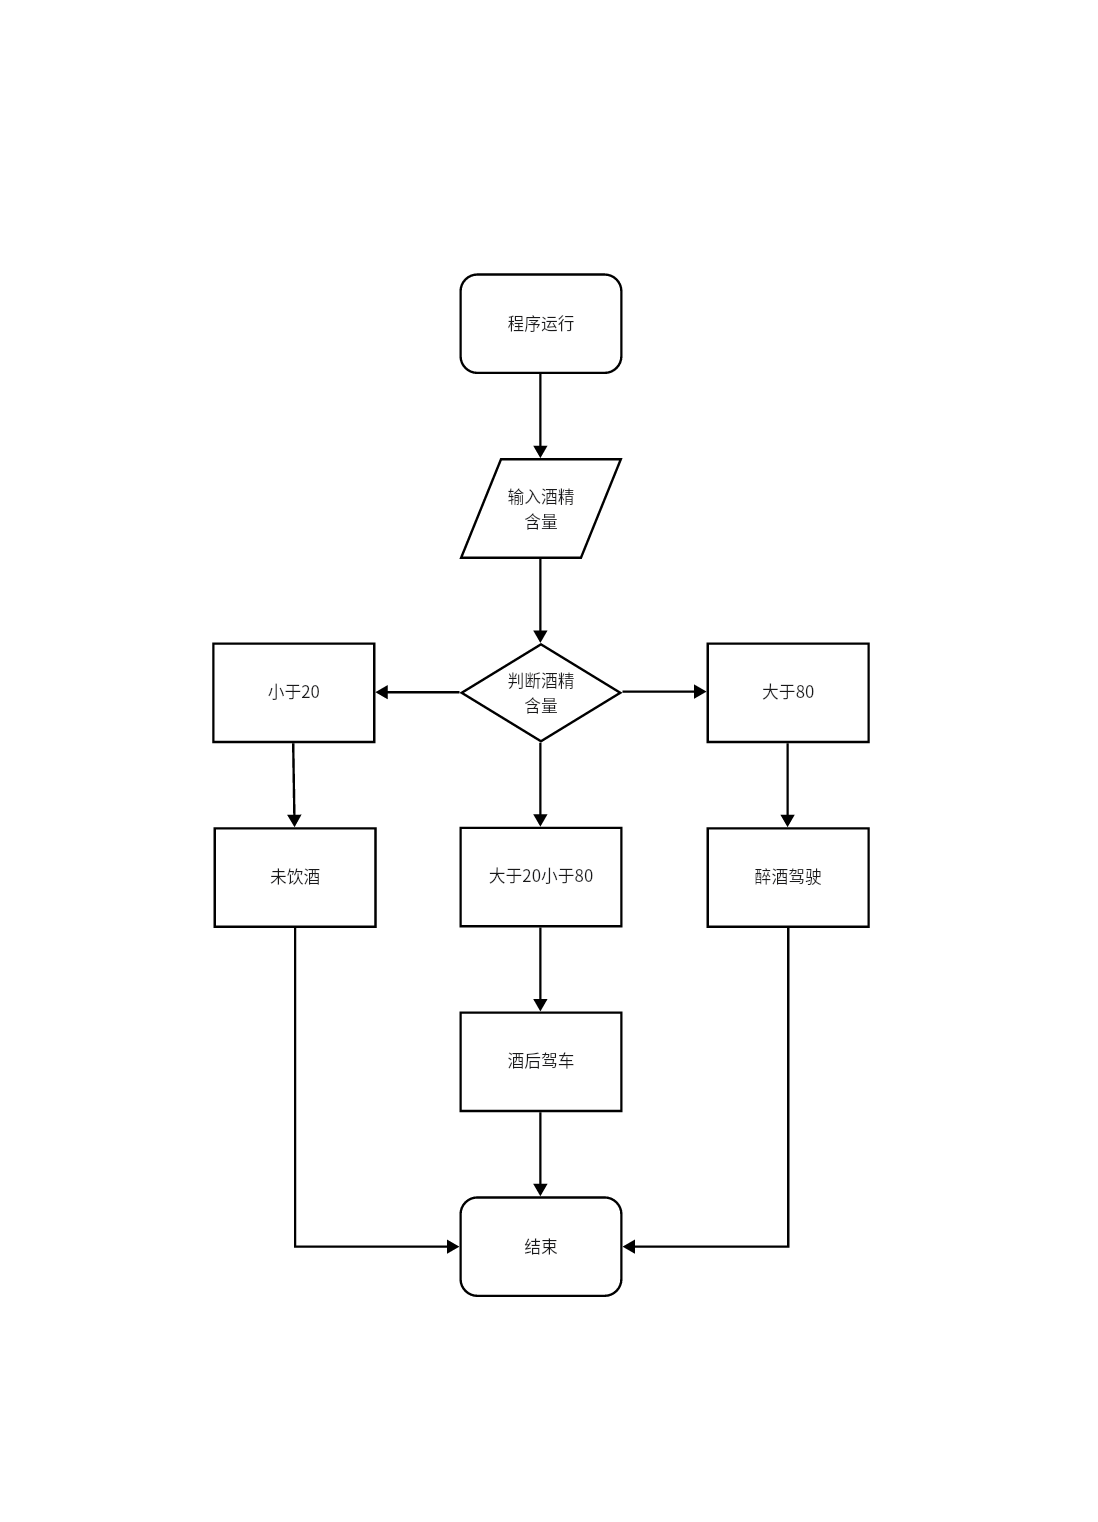 程序运行
输入酒精
含量
小于20
判断酒精
含量
大于80
未饮酒
大于20小于80
醉酒驾驶
酒后驾车
结束